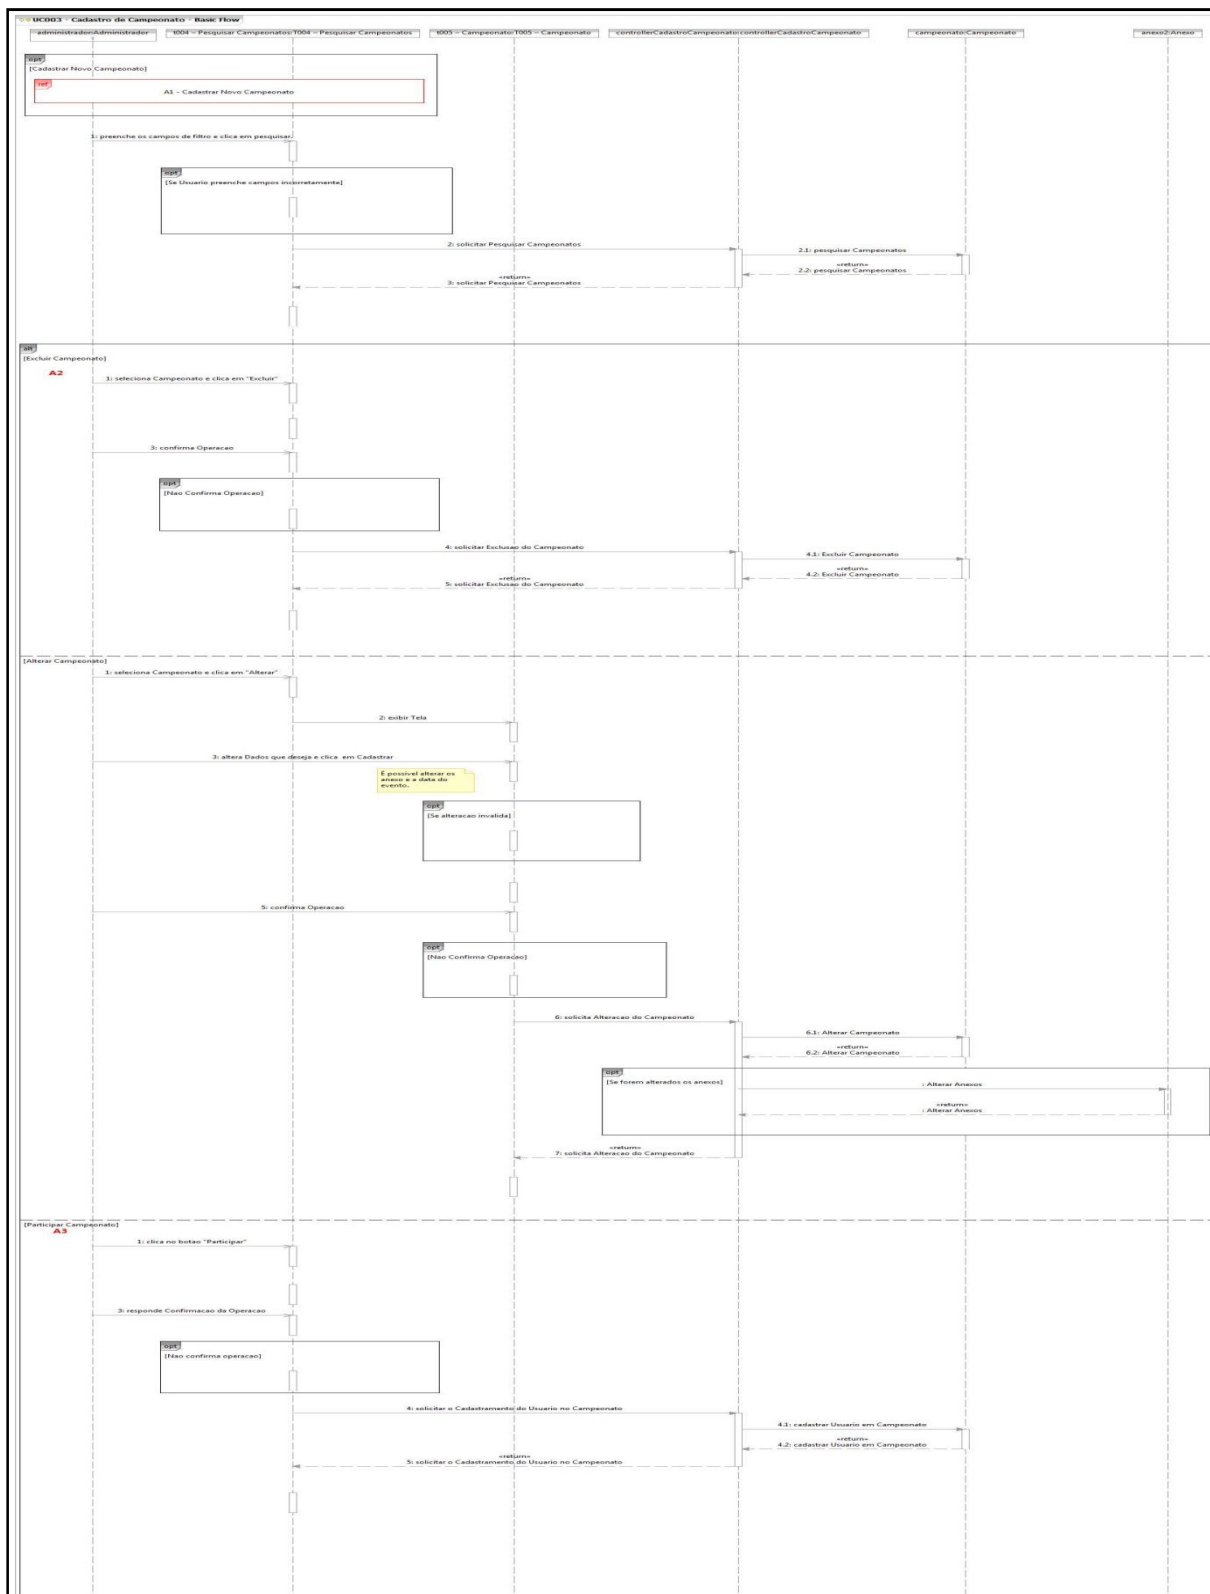 UC003 - Cadastro de Campeonato - Basic Flow
administrador:Administrador
t004 - Pesquisar Campeonatos:T004 - Pesquisar Campeonatos
t005 - Campeonato:T005 - Campeonato
controllerCadastroCampeonato:controllerCadastroCampeonato
campeonato:Campeonato
anexo2:Anexo
opt
[Cadastrar Novo Campeonato]
ref
A1 - Cadastrar Novo Campeonato
1: preenche os campos de filtro e clica em pesquisar.
opt
[Se Usuario preenche campos incorretamente]
2: solicitar Pesquisar Campeonatos
2.1: pesquisar Campeonatos
«return»
2.2: pesquisar Campeonatos
«return»
3: solicitar Pesquisar Campeonatos
alt
[Excluir Campeonato]
A2
1: seleciona Campeonato e clica em "Excluir"
3: confirma Operacao
opt
[Nao Confirma Operacao]
4: solicitar Exclusao do Campeonato
4.1: Excluir Campeonato
«return»
4.2: Excluir Campeonato
«return»
5: solicitar Exclusao do Campeonato
[Alterar Campeonato]
1: seleciona Campeonato e clica em "Alterar"
2: exibir Tela
3: altera Dados que deseja e clica em Cadastrar
É possivel alterar os
anexo e a data do
evento.
opt
[Se alteracao invalida]
5: confirma Operacao
opt
[Nao Confirma Operacao]
6: solicita Alteracao do Campeonato
6.1: Alterar Campeonato
«return»
6.2: Alterar Campeonato
opt
[Se forem alterados os anexos]
: Alterar Anexos
«return»
: Alterar Anexos
«return»
7: solicita Alteracao do Campeonato
[Participar Campeonato]
A3
1: clica no botao "Participar"
3: responde Confirmacao da Operacao
opt
[Nao confirma operacao]
4: solicitar o Cadastramento do Usuario no Campeonato
4.1: cadastrar Usuario em Campeonato
«return»
4.2: cadastrar Usuario em Campeonato
«return»
5: solicitar o Cadastramento do Usuario no Campeonato